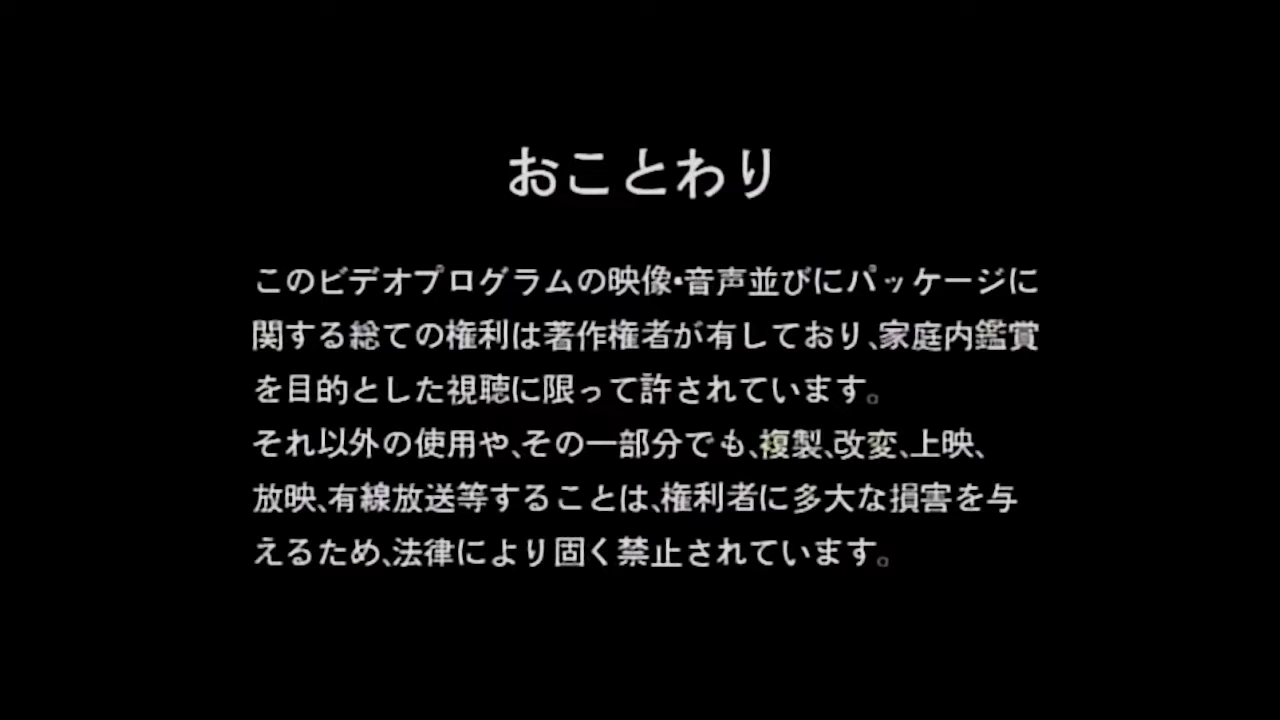 おことわり
このビデオプログラムの映像・音声並びにパッケージに
関する総ての権利は著作権者が有しており、家庭内鑑賞
を目的とした視聴に限って許されています。
それ以外の使用や、その一部分でも、複製、改変、上映、
放映、有線放送等することは、権利者に多大な損害を与
えるため、法律により固く禁止されています。